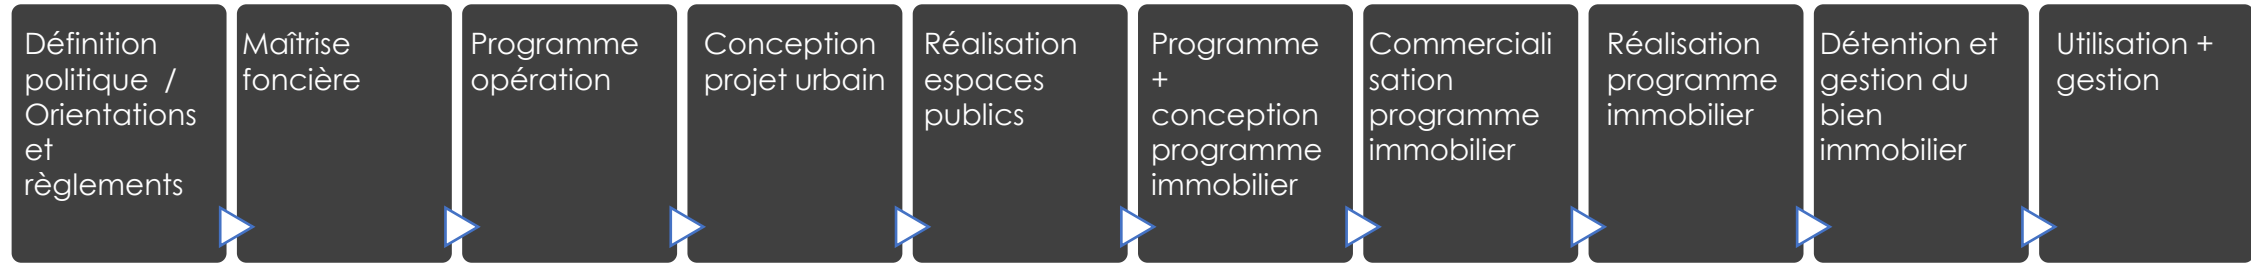 Définition
politique /
Orientations
et
règlements
Maîtrise
foncière
Programme
opération
Conception
projet urbain
Réalisation
espaces
publics
Programme
+
conception
programme
immobilier
Commerciali
sation
programme
immobilier
Réalisation
programme
immobilier
Détention et
gestion du
bien
immobilier
Utilisation +
gestion